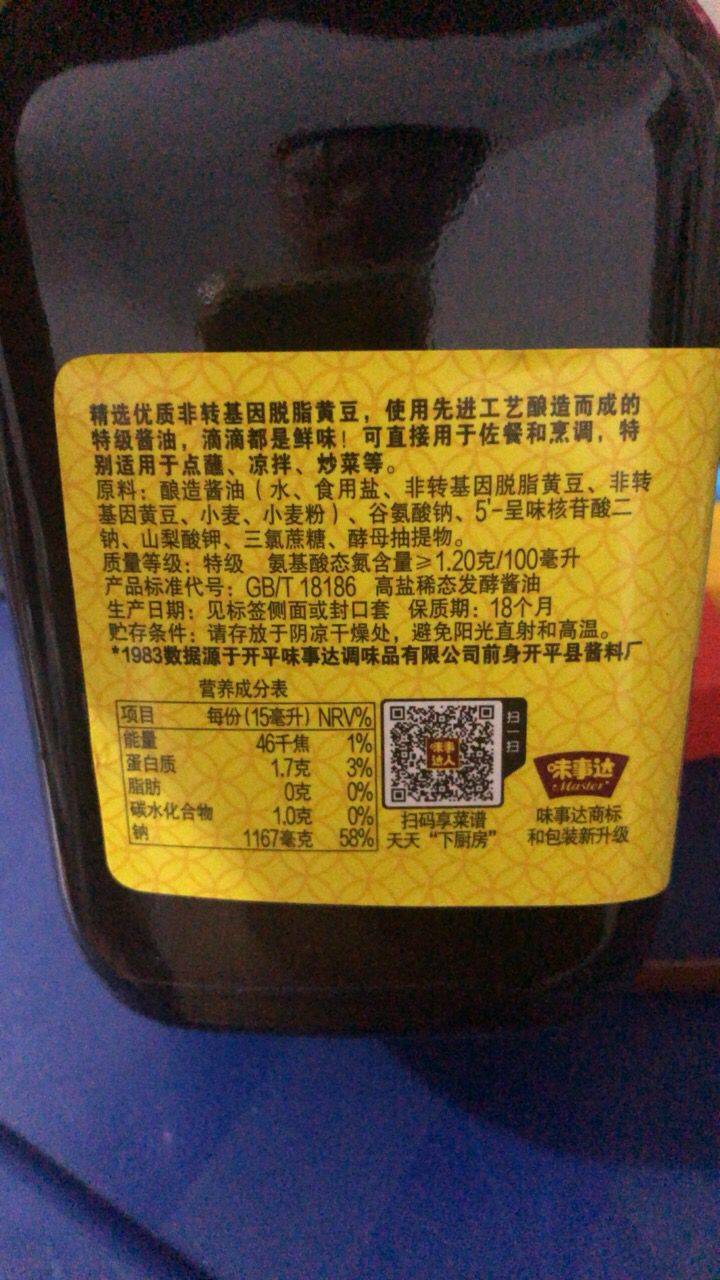 精选优质非转基因脱脂黄豆，使用先进工艺酿造而成的
特级酱油，滴滴都是鲜味！可直接用于佐餐和烹调，特
别适用于点蘸、凉拌、炒菜等。
原料：酿造酱油（水、食用盐、非转基因脱脂黄豆、非转
基因黄豆、小麦、小麦粉）、谷氨酸钠、5'-呈味核苷酸二
钠、山梨酸钾、三氯蔗糖、酵母抽提物。
质量等级：特级 氨基酸态氮含量≥1.20克/100毫升
产品标准代号：GB/T 18186 高盐稀态发酵酱油
生产日期：见标签侧面或封口套 保质期：18个月
贮存条件：请存放于阴凉干燥处，避免阳光直射和高温。
*1983数据源于开平味事达调味品有限公司前身开平县酱料厂
营养成分表
项目 每份(15毫升) NRV%
能量 46千焦 1%
蛋白质 1.7克 3%
脂肪 0克 0%
碳水化合物 1.0克 0%
钠 1167毫克 58%
味事
达人
扫一扫
扫码享菜谱
天天“下厨房”
味事达
Master
味事达商标
和包装新升级